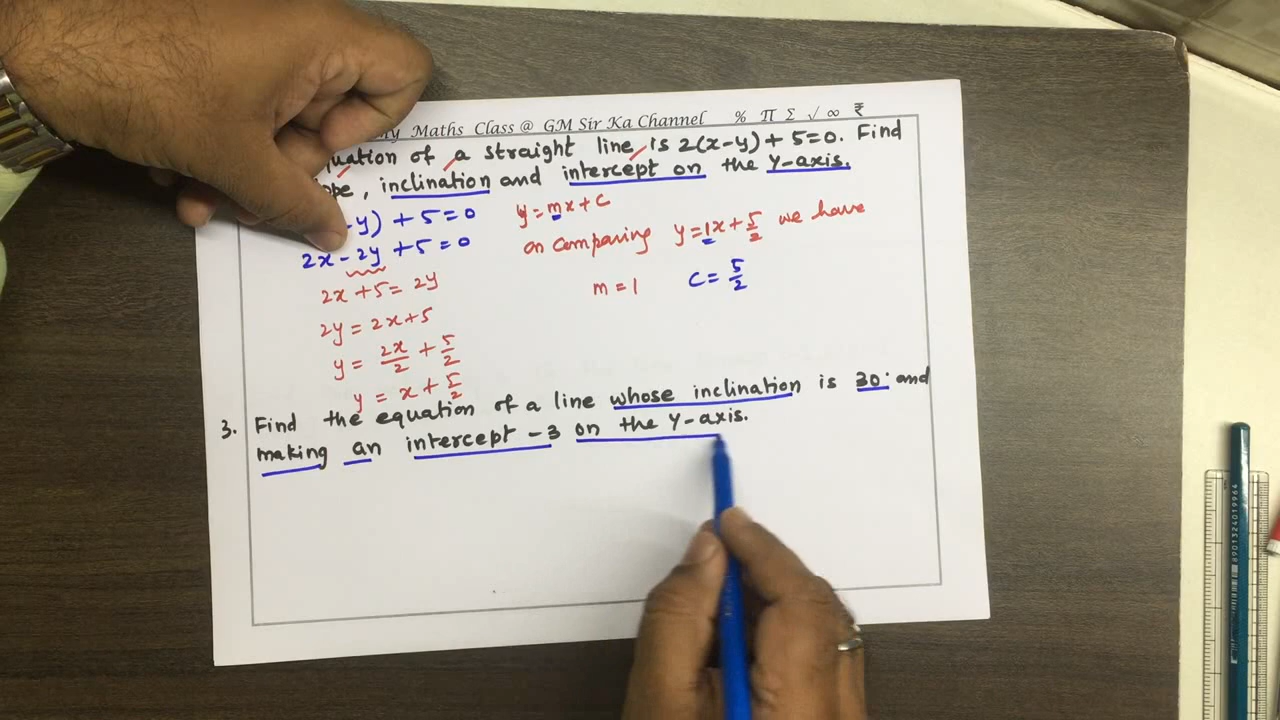 Maths Class @ GM Sir Ka Channel % Π Σ √ ∞ ₹
of a straight line is 2(x-y) + 5=0. Find
, inclination and intercept on the Y-axis.
-y) + 5=0
y=mx+c
2x-2y+5=0
on comparing y=1x+5/2 we have
2x+5=2y
m=1 c=5/2
2y=2x+5
y=2x/2+5/2
y=x+5/2
3. Find the equation of a line whose inclination is 30° and
making an intercept -3 on the Y-axis.
8901324019964